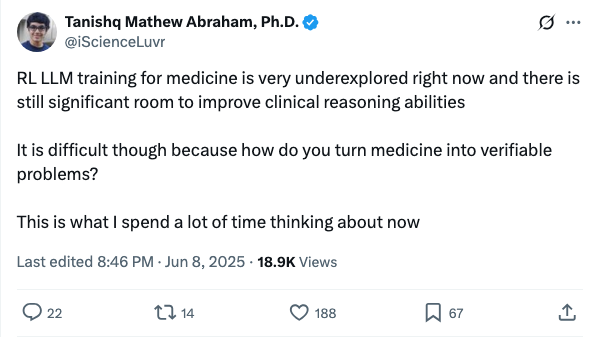 Tanishq Mathew Abraham, Ph.D.
@iScienceLuvr
RL LLM training for medicine is very underexplored right now and there is
still significant room to improve clinical reasoning abilities
It is difficult though because how do you turn medicine into verifiable
problems?
This is what I spend a lot of time thinking about now
Last edited 8:46 PM · Jun 8, 2025 · 18.9K Views
22 14 188 67